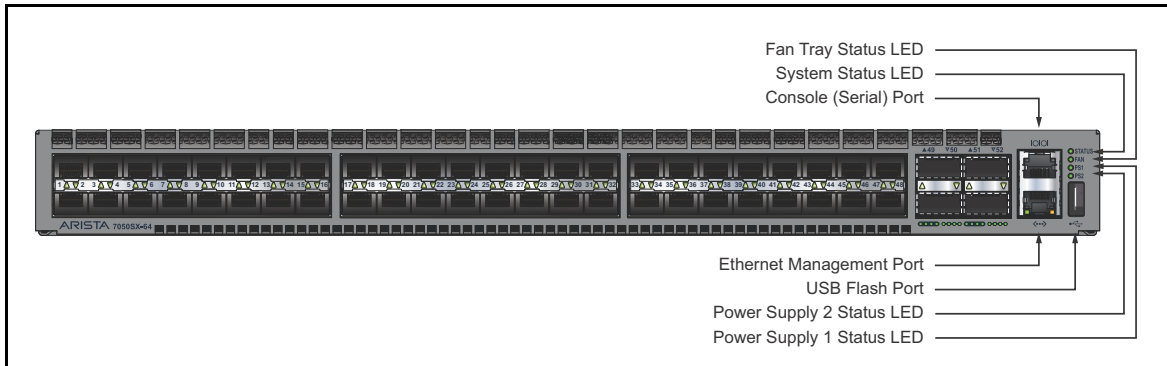 Fan Tray Status LED
System Status LED
Console (Serial) Port
▲49 ▼50 ▲51 ▼52
IOIOI
STATUS
FAN
PS1
PS2
1 2 3 4 5 6 7 8 9 10 11 12 13 14 15 16
17 18 19 20 21 22 23 24 25 26 27 28 29 30 31 32
33 34 35 36 37 38 39 40 41 42 43 44 45 46 47 48
ARISTA 7050SX-64
Ethernet Management Port
USB Flash Port
Power Supply 2 Status LED
Power Supply 1 Status LED